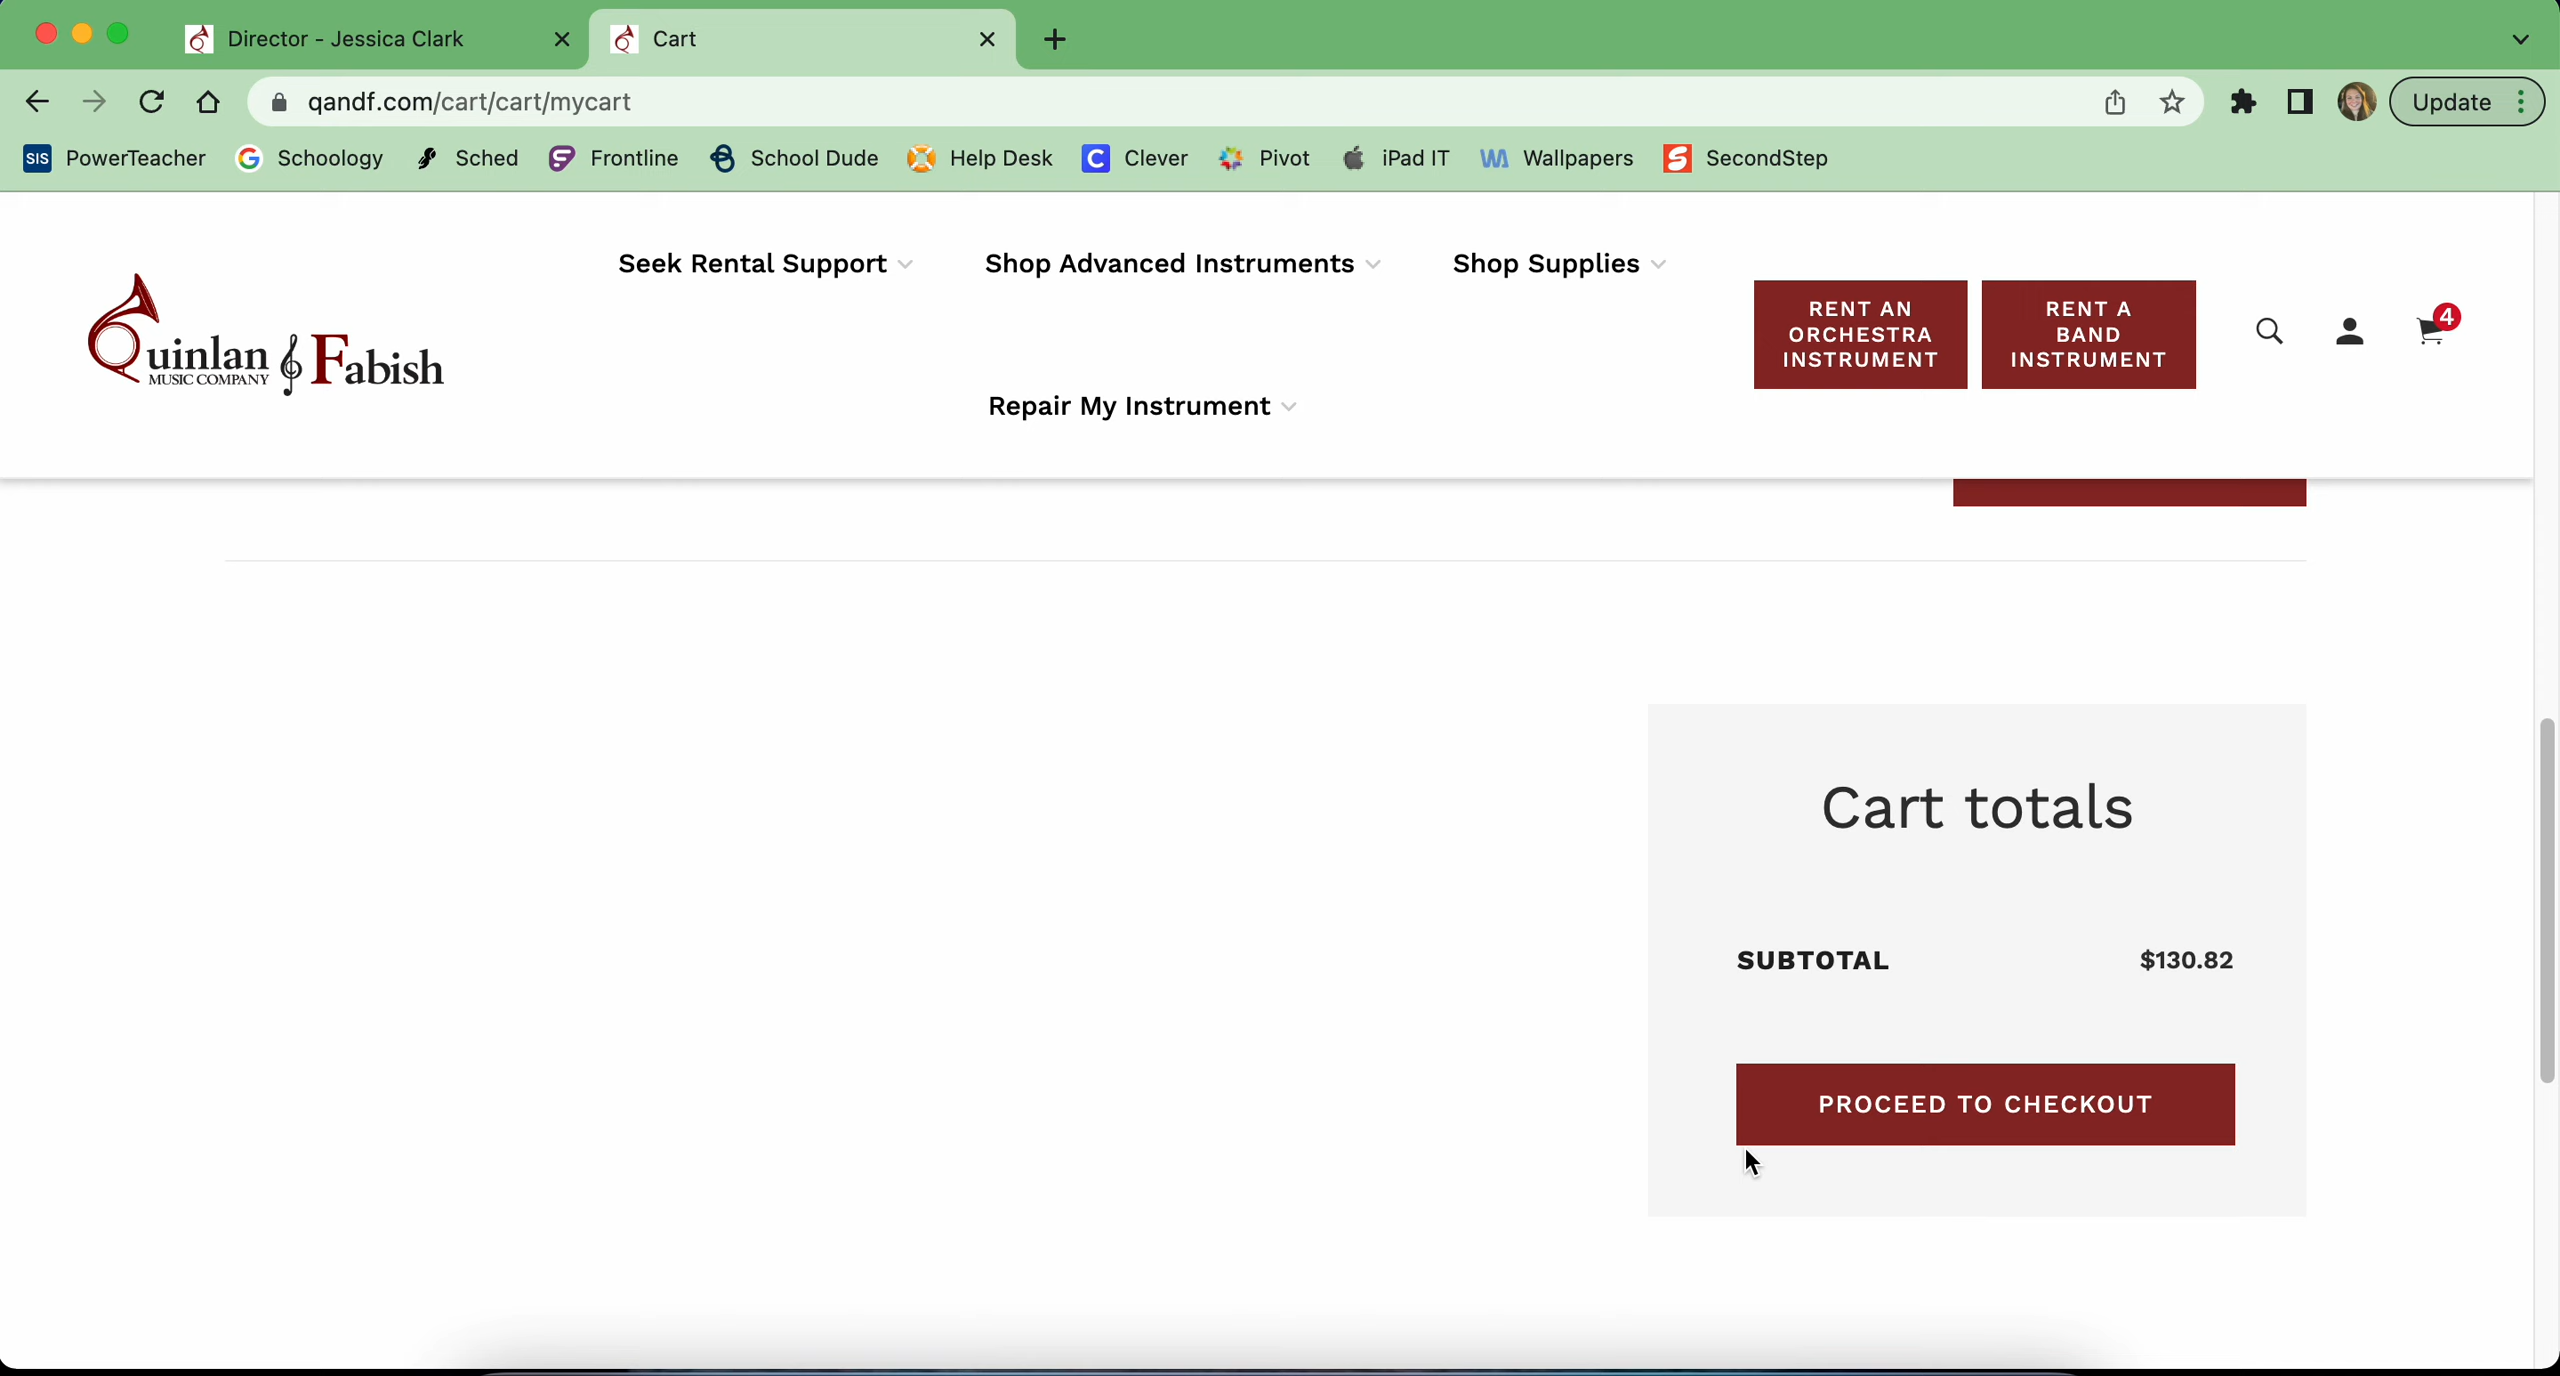 Director - Jessica Clark
Cart
qandf.com/cart/cart/mycart
Update
SIS PowerTeacher
Schoology
Sched
Frontline
School Dude
Help Desk
Clever
Pivot
iPad IT
Wallpapers
SecondStep
Quinlan & Fabish
MUSIC COMPANY
Seek Rental Support
Shop Advanced Instruments
Shop Supplies
Repair My Instrument
RENT AN
ORCHESTRA
INSTRUMENT
RENT A
BAND
INSTRUMENT
4
Cart totals
SUBTOTAL $130.82
PROCEED TO CHECKOUT